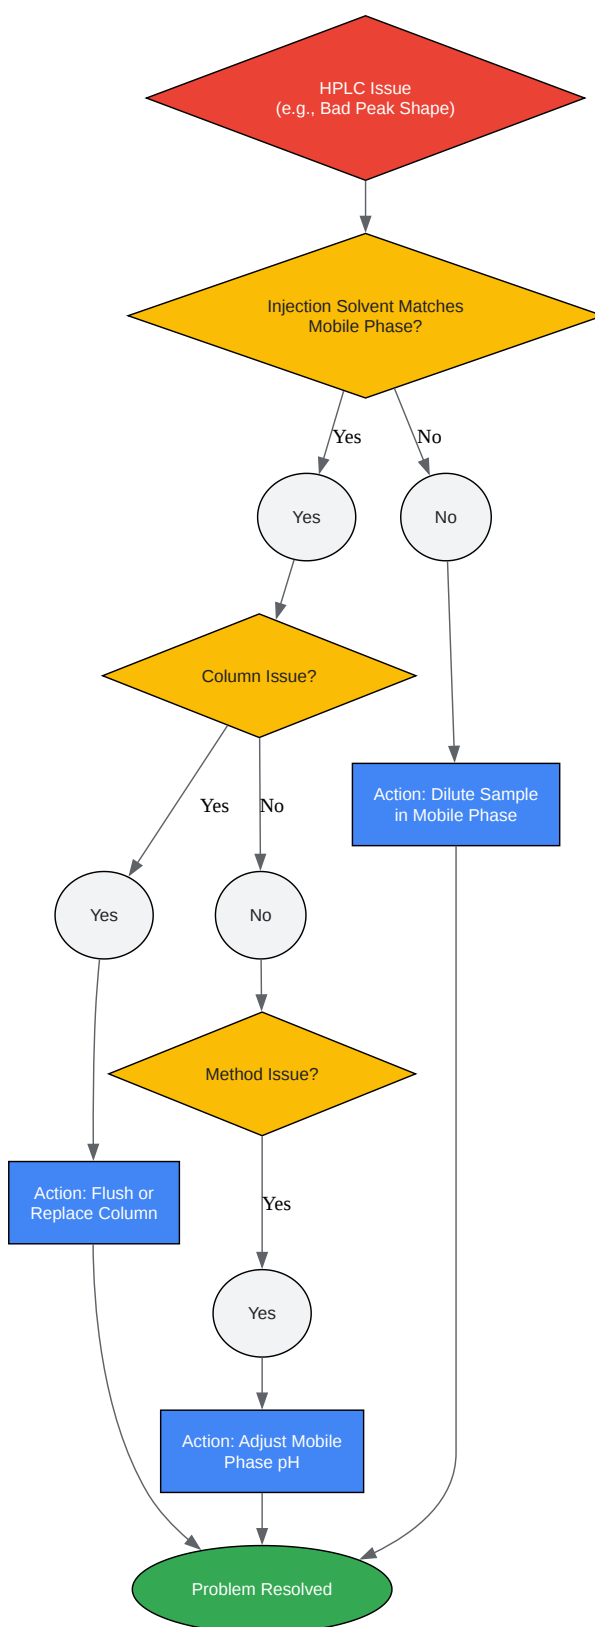 HPLC Issue
(e.g., Bad Peak Shape)
Injection Solvent Matches
Mobile Phase?
Yes
No
Yes
No
Column Issue?
Action: Dilute Sample
in Mobile Phase
Yes
No
Yes
No
Method Issue?
Action: Flush or
Replace Column
Yes
Yes
Action: Adjust Mobile
Phase pH
Problem Resolved